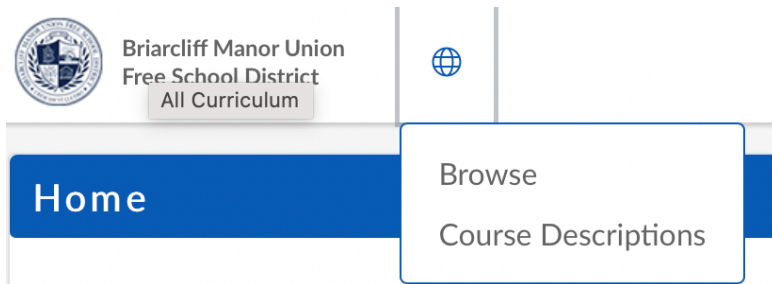 Briarcliff Manor Union
Free School District
All Curriculum
Browse
Home
Course Descriptions